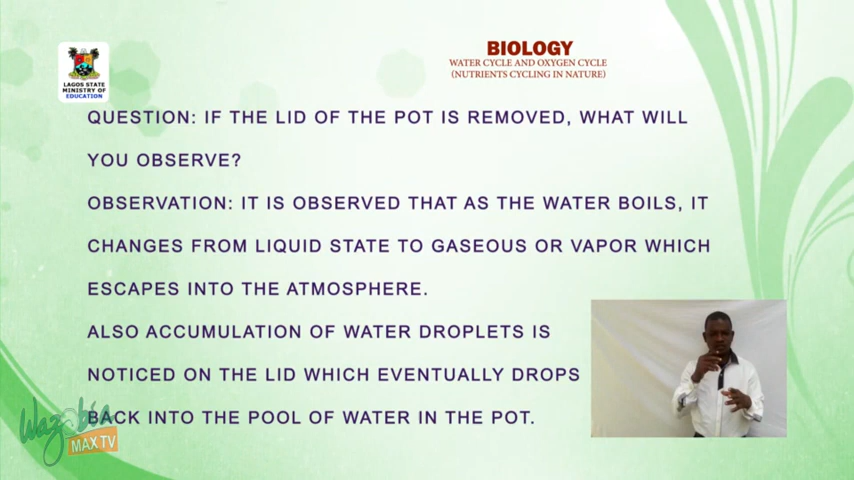 BIOLOGY
WATER CYCLE AND OXYGEN CYCLE
(NUTRIENTS CYCLING IN NATURE)
LAGOS STATE
MINISTRY OF
EDUCATION
QUESTION: IF THE LID OF THE POT IS REMOVED, WHAT WILL
YOU OBSERVE?
OBSERVATION: IT IS OBSERVED THAT AS THE WATER BOILS, IT
CHANGES FROM LIQUID STATE TO GASEOUS OR VAPOR WHICH
ESCAPES INTO THE ATMOSPHERE.
ALSO ACCUMULATION OF WATER DROPLETS IS
NOTICED ON THE LID WHICH EVENTUALLY DROPS
BACK INTO THE POOL OF WATER IN THE POT.
Wazobia
MAX TV